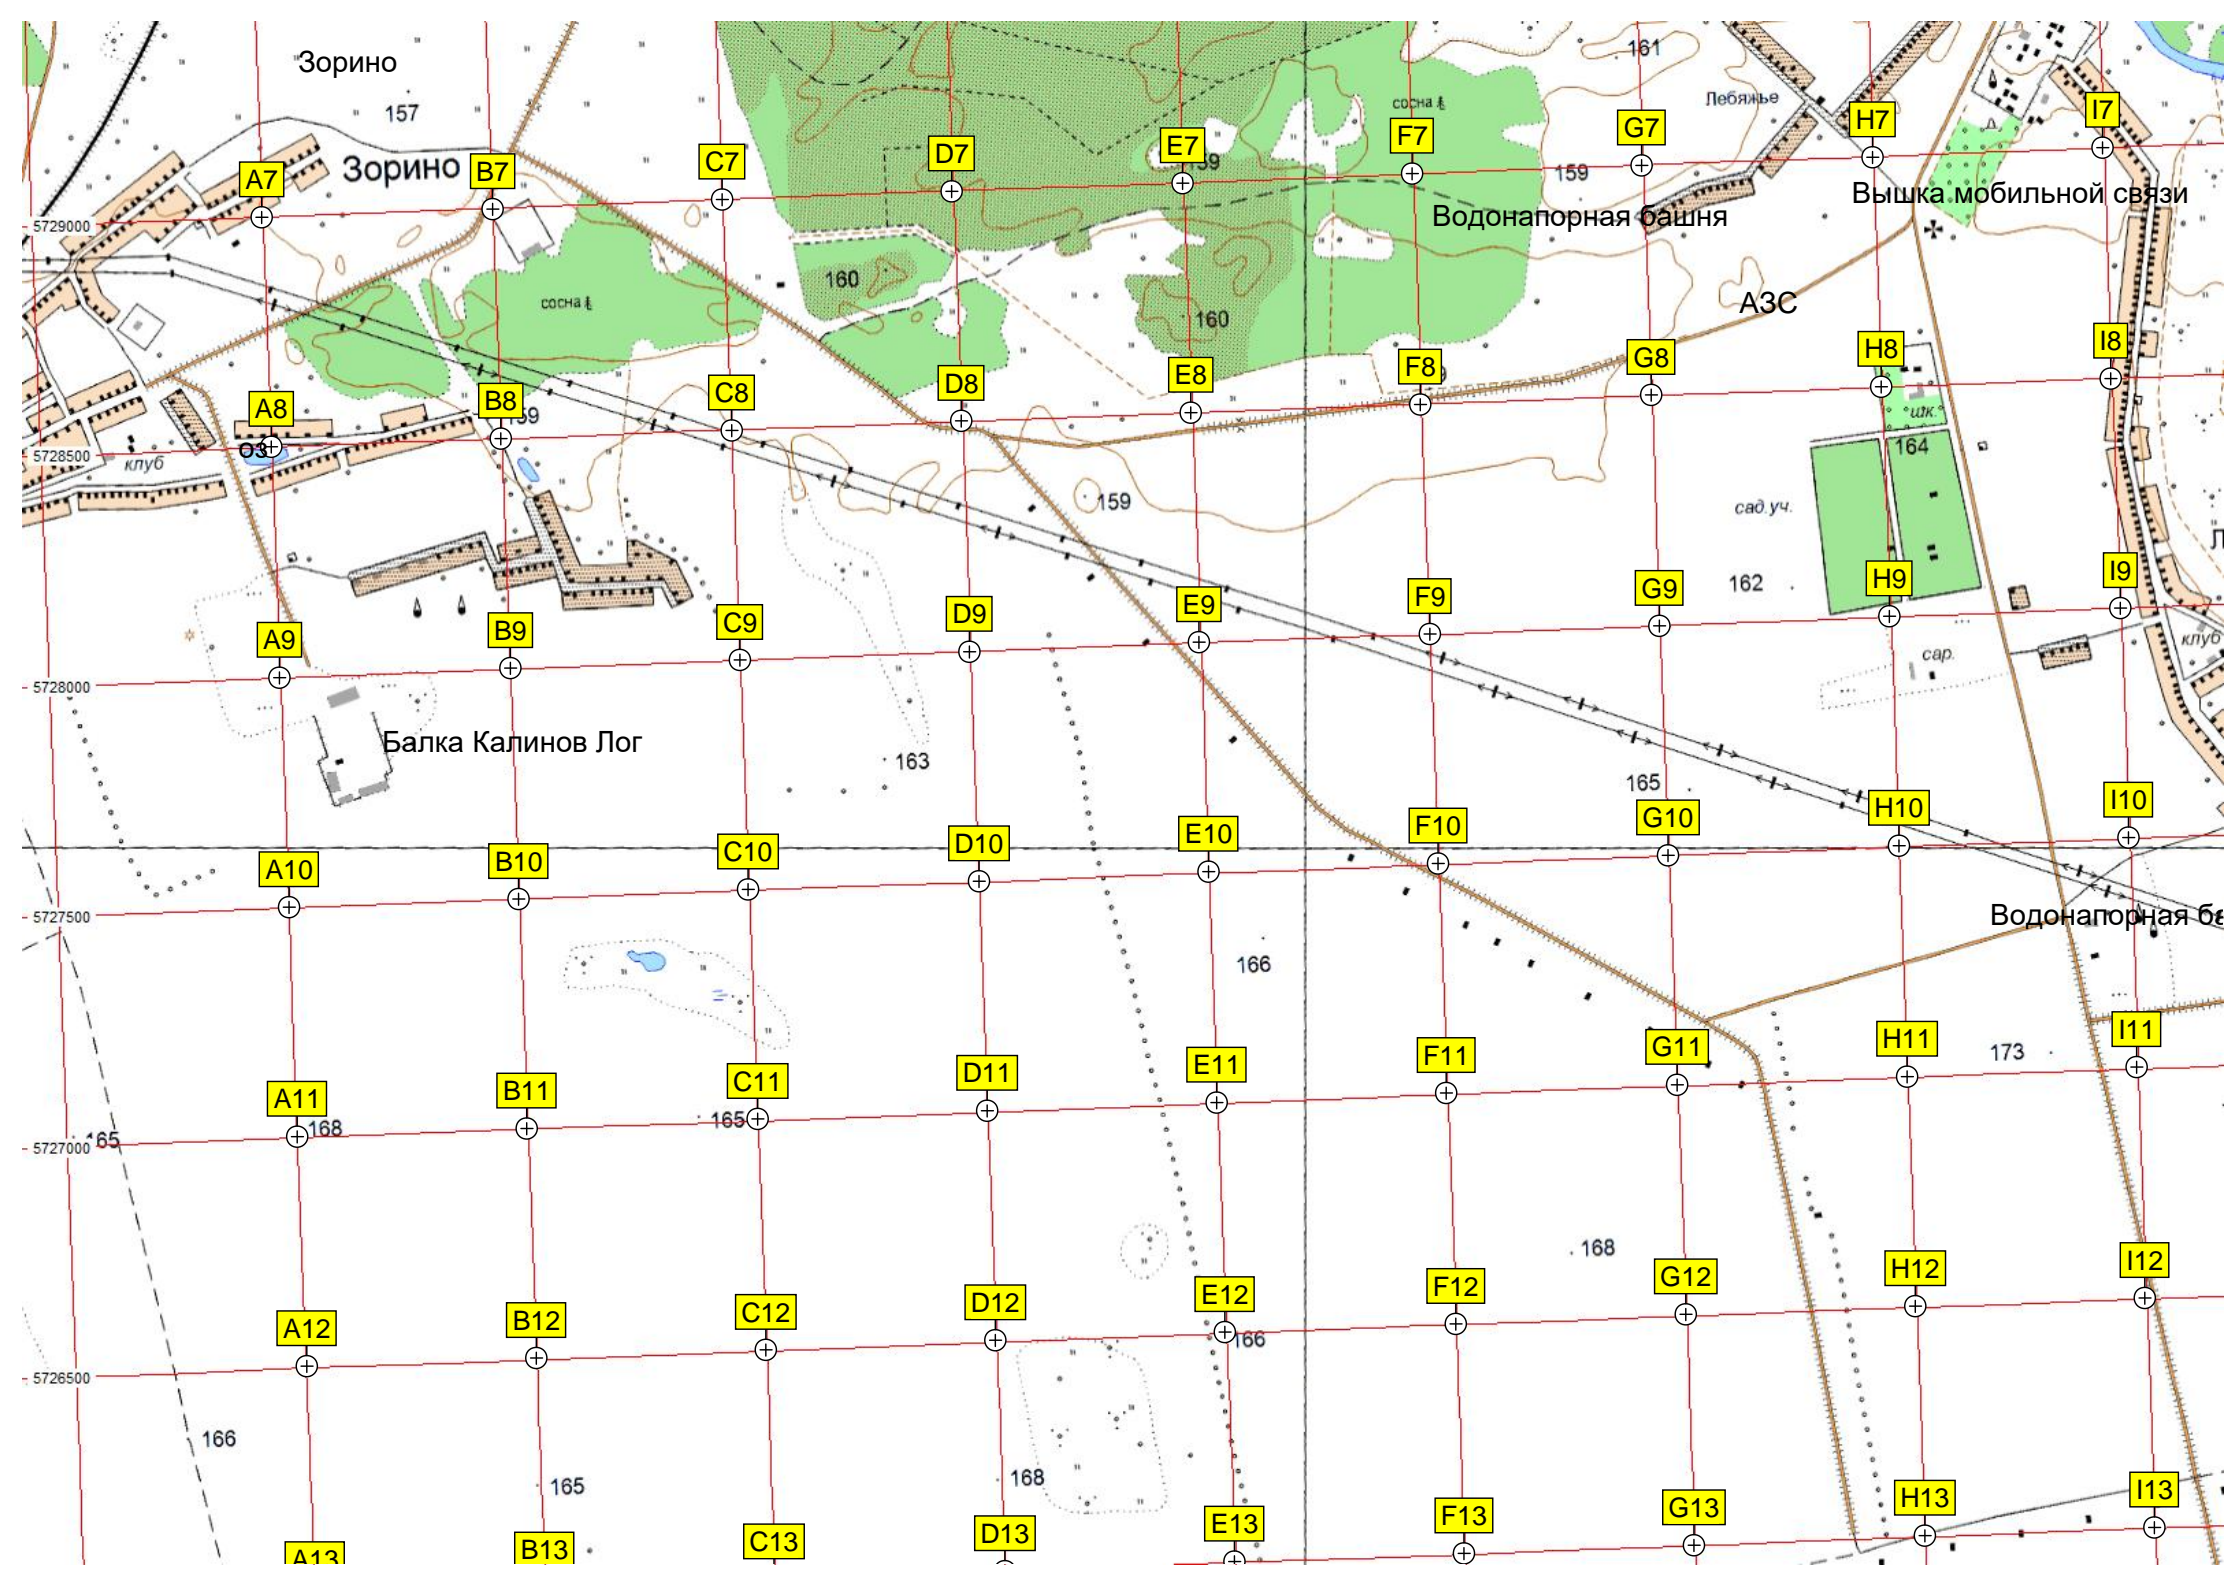 161
Зорино
Лебяжье
сосна
157
I7
H7
G7
F7
E7
D7
C7
B7
A7
Зорино
159
Вышка мобильной связи
Водонапорная башня
5729000
160
сосна
АЗС
160
I8
H8
G8
F8
E8
D8
C8
B8
A8
159
шк.
оз
клуб
5728500
164
159
сад.уч.
162
I9
H9
G9
F9
E9
D9
C9
B9
A9
клуб
сар.
5728000
Балка Калинов Лог
163
165
I10
H10
G10
F10
E10
D10
C10
B10
A10
5727500
Водонапорная ба
166
I11
H11
G11
F11
E11
D11
C11
B11
A11
173
165
168
165
5727000
168
I12
H12
G12
F12
E12
D12
C12
B12
A12
166
5726500
166
165
168
I13
H13
G13
F13
E13
D13
C13
B13
A13